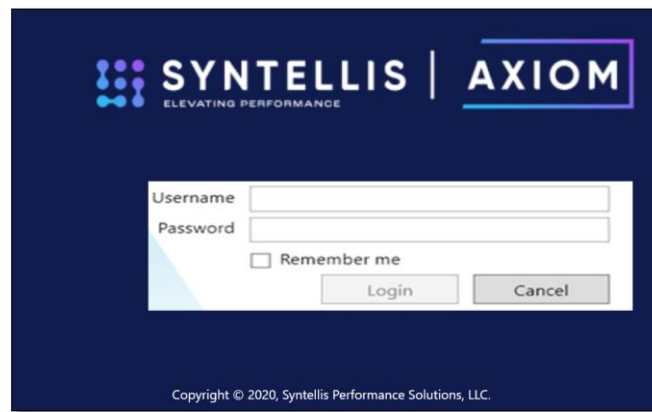 SYNTELLIS | AXIOM
ELEVATING PERFORMANCE
Username
Password
Remember me
Login Cancel
Copyright © 2020, Syntellis Performance Solutions, LLC.